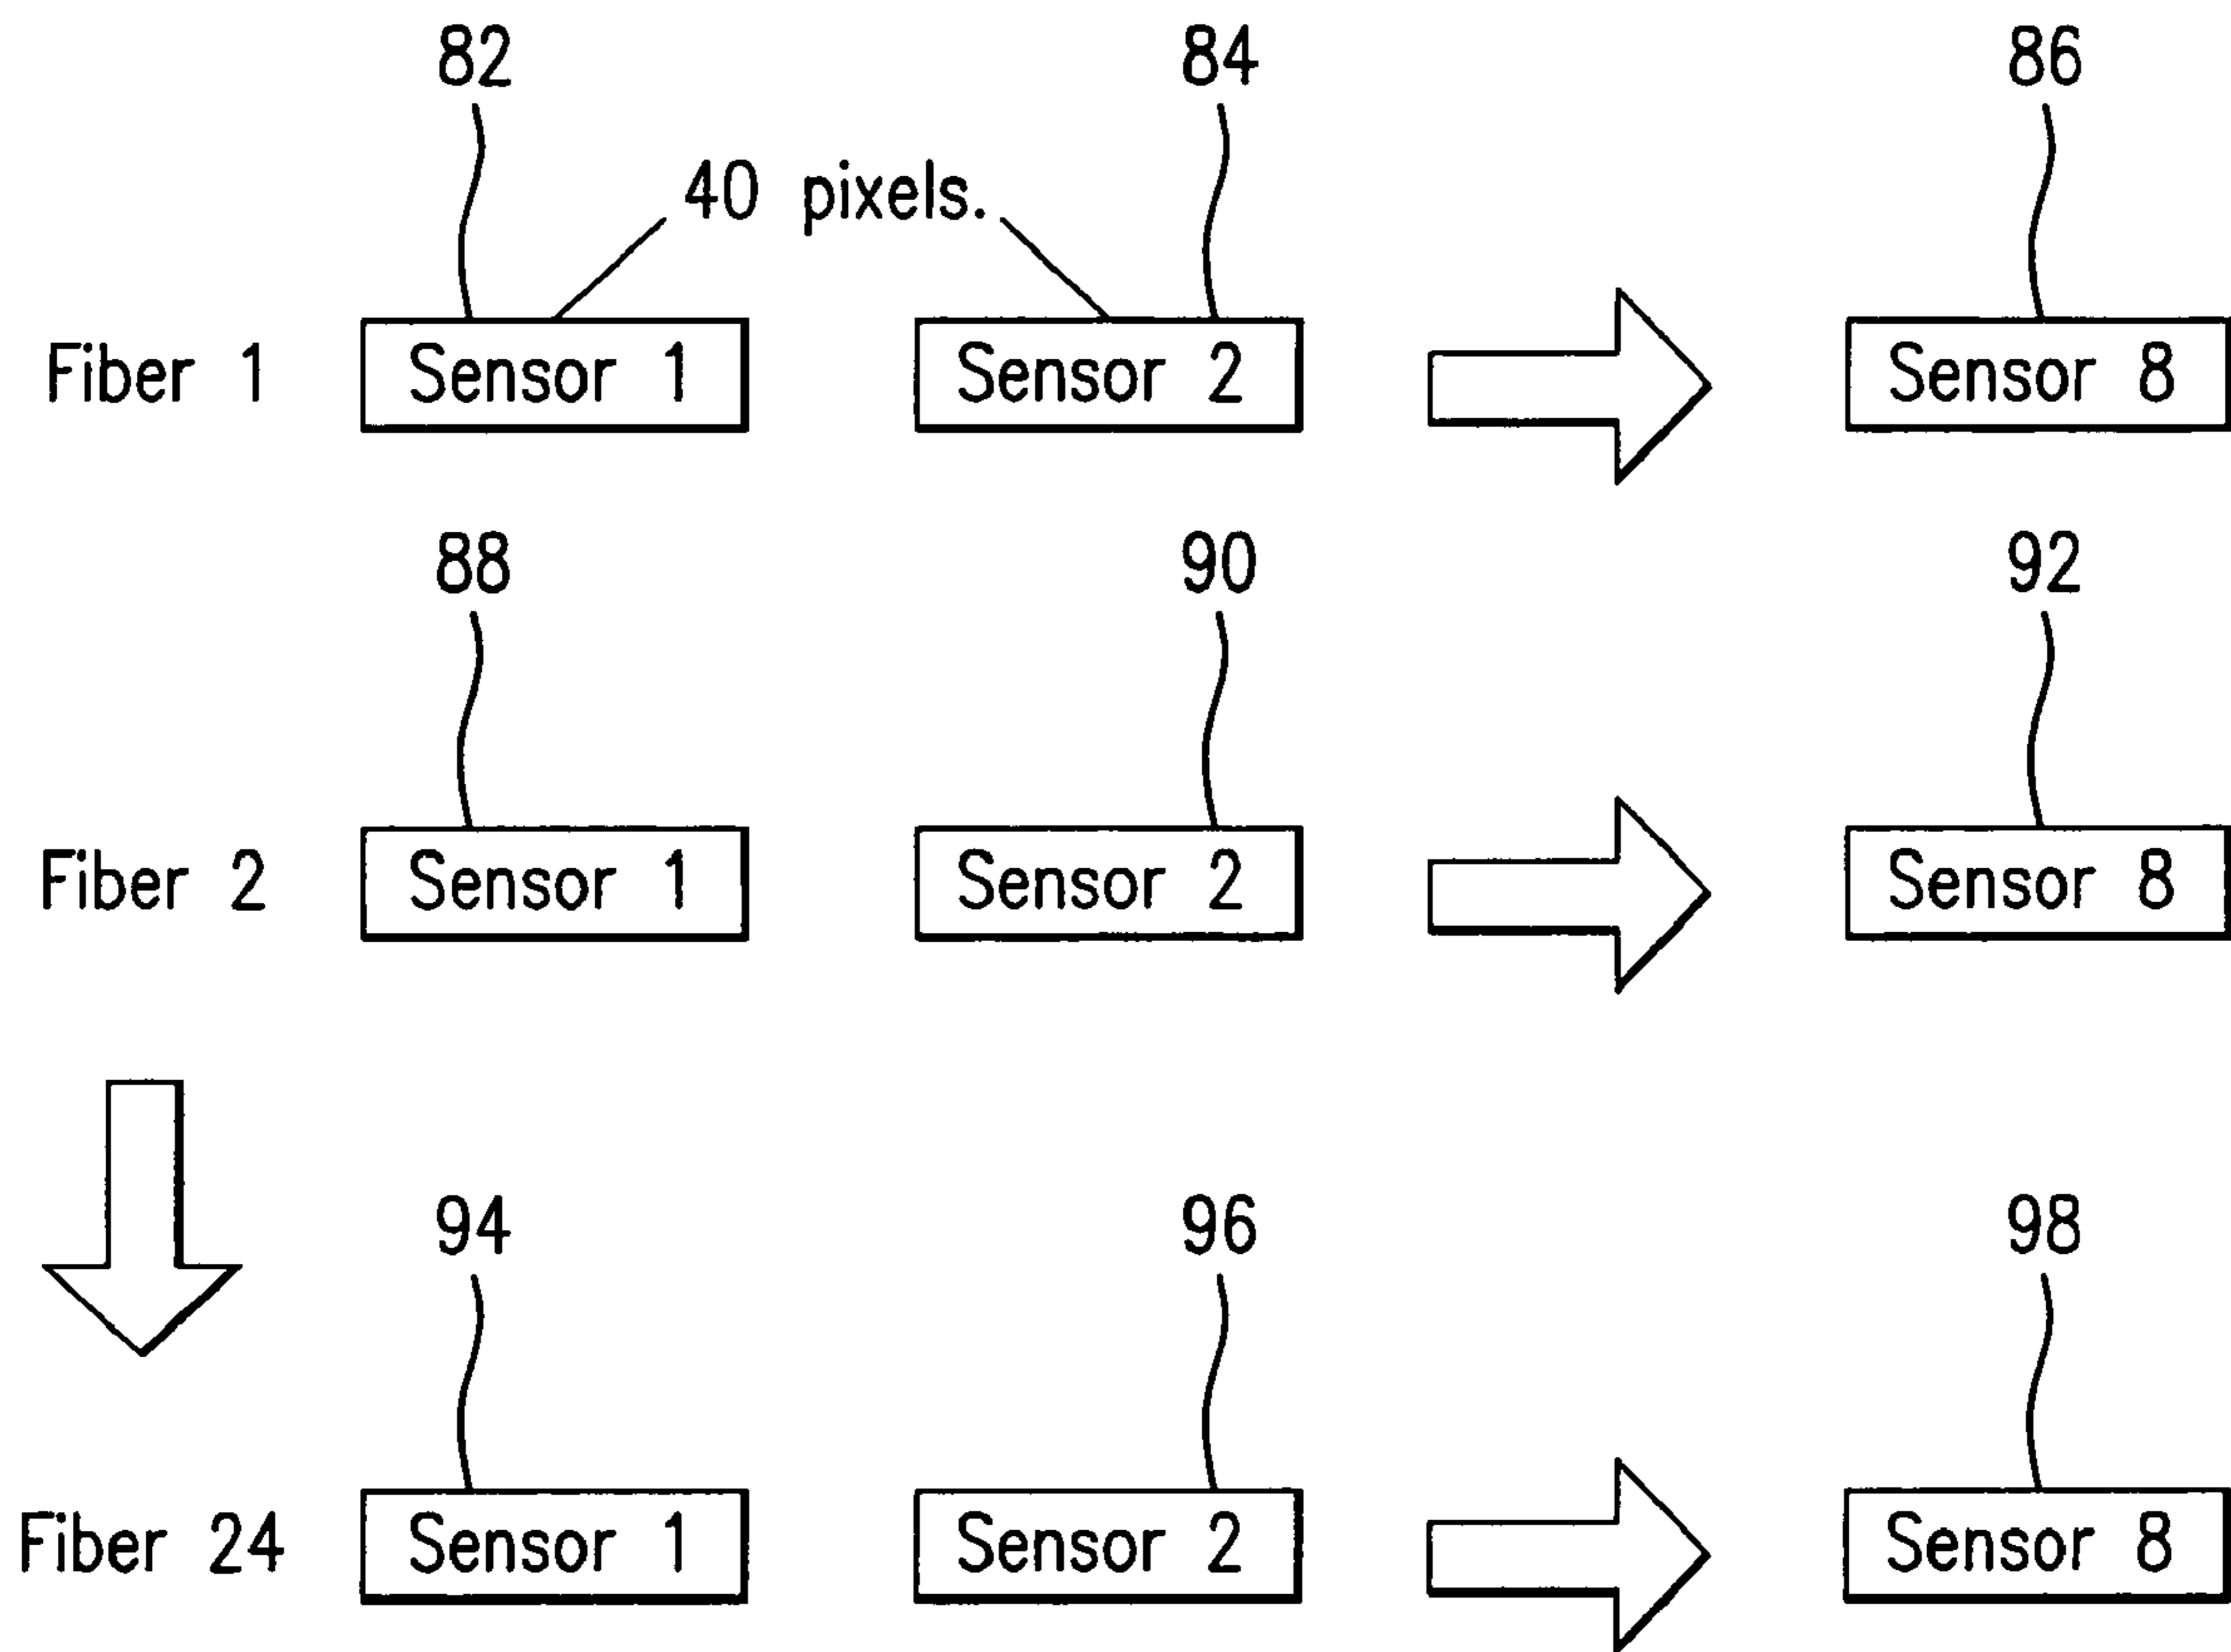 82 84 86
40 pixels.
Fiber 1 Sensor 1 Sensor 2 Sensor 8
88 90 92
Fiber 2 Sensor 1 Sensor 2 Sensor 8
94 96 98
Fiber 24 Sensor 1 Sensor 2 Sensor 8